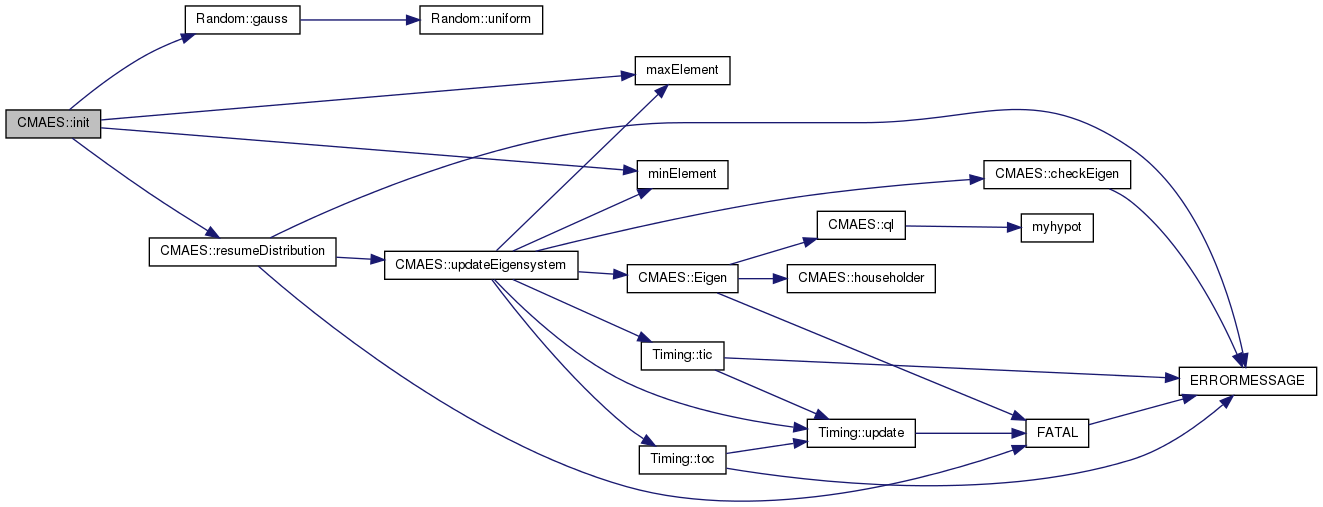 Random::gauss
Random::uniform
maxElement
CMAES::init
minElement
CMAES::checkEigen
CMAES::ql
myhypot
CMAES::resumeDistribution
CMAES::updateEigensystem
CMAES::Eigen
CMAES::householder
Timing::tic
ERRORMESSAGE
Timing::update
FATAL
Timing::toc